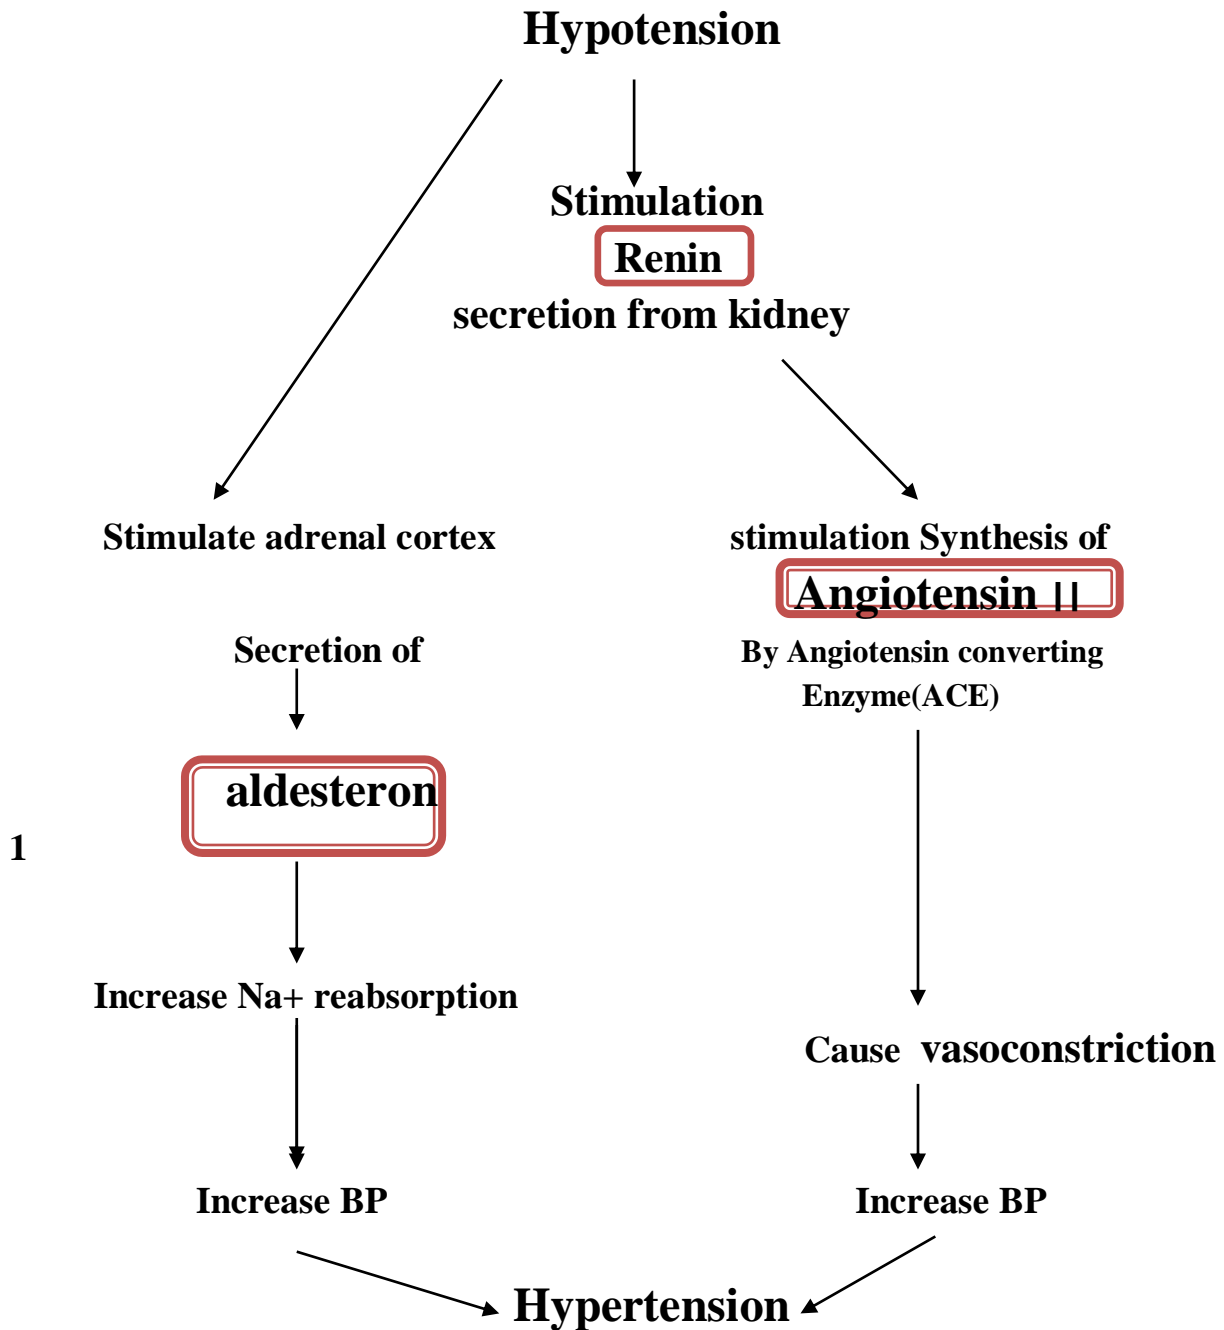 Hypotension
Stimulation
Renin
secretion from kidney
Stimulate adrenal cortex
Secretion of
aldesteron
Increase Na+ reabsorption
Increase BP
stimulation Synthesis of
Angiotensin ||
By Angiotensin converting
Enzyme(ACE)
Cause vasoconstriction
Increase BP
Hypertension
1